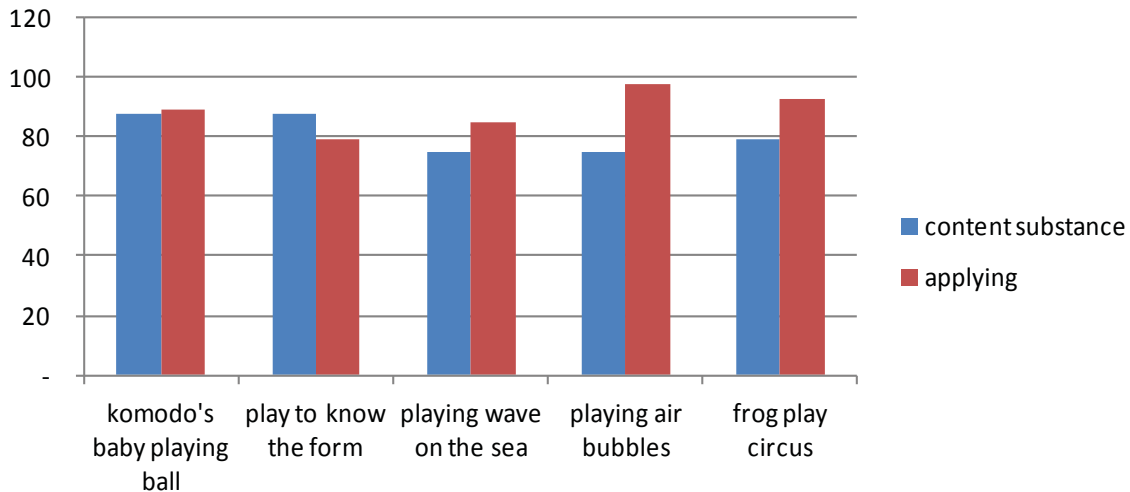 120
100
80
60
40
20
-
komodo's
baby playing
ball
play to know
the form
playing wave
on the sea
playing air
bubbles
frog play
circus
content substance
applying